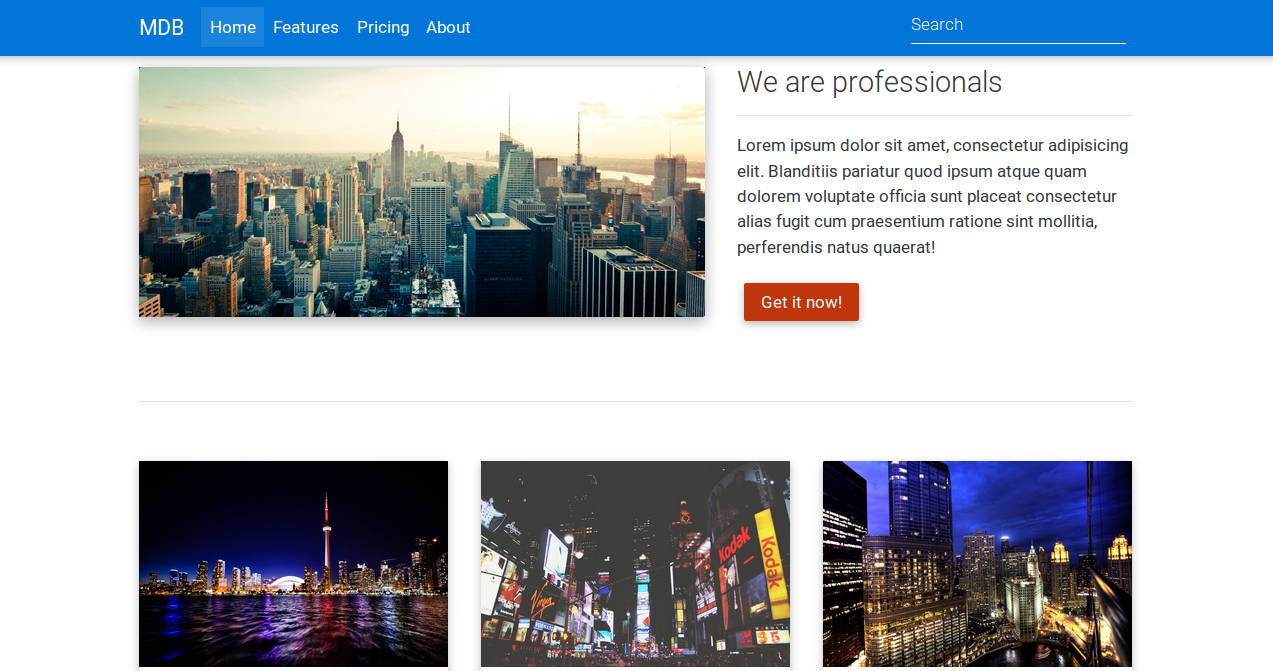 MDB Home Features Pricing About Search
We are professionals
Lorem ipsum dolor sit amet, consectetur adipisicing
elit. Blanditiis pariatur quod ipsum atque quam
dolorem voluptate officia sunt placeat consectetur
alias fugit cum praesentium ratione sint mollitia,
perferendis natus quaerat!
Get it now!
Kodak
Kodak
Virgin